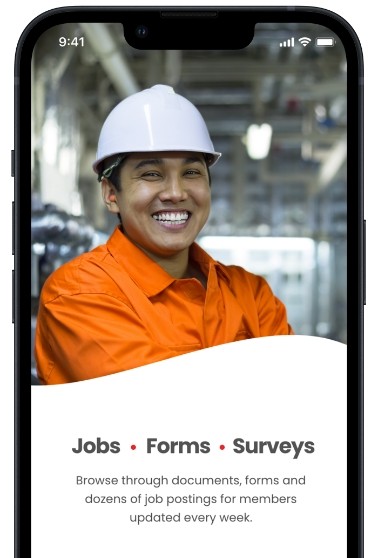 9:41
Jobs • Forms • Surveys
Browse through documents, forms and
dozens of job postings for members
updated every week.